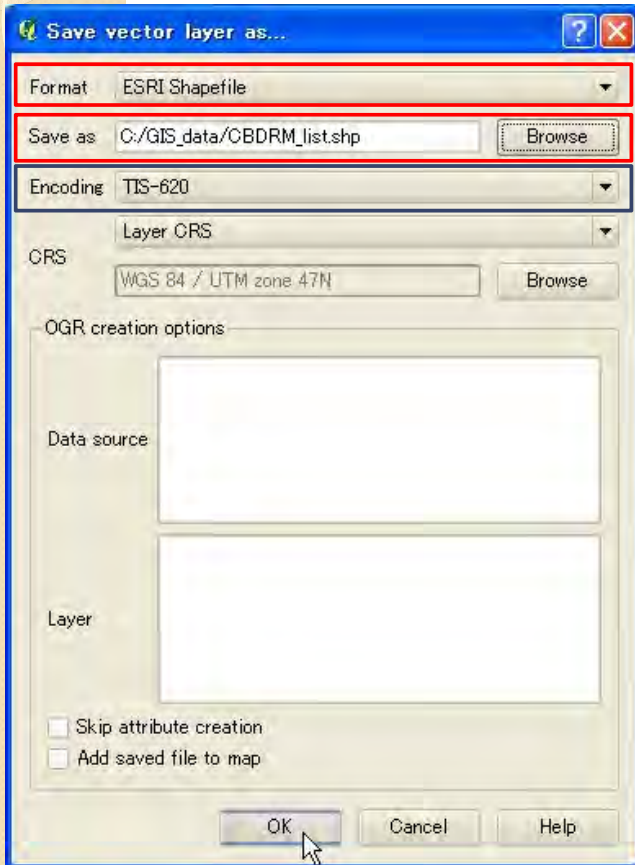 Save vector layer as...
Format ESRI Shapefile
Save as C:/GIS_data/CBDRM_list.shp Browse
Encoding TIS-620
Layer CRS
CRS
WGS 84 / UTM zone 47N Browse
OGR creation options
Data source
Layer
Skip attribute creation
Add saved file to map
OK Cancel Help